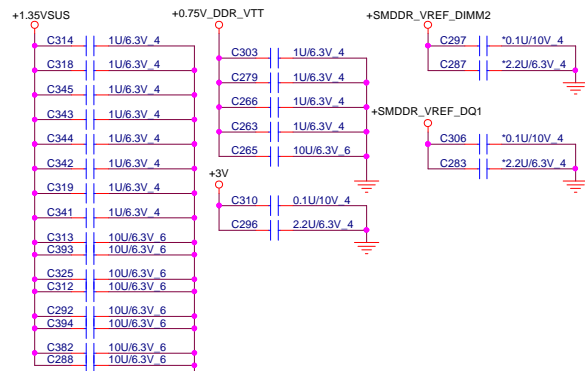 +1.35VSUS
C314 1U/6.3V_4
C318 1U/6.3V_4
C345 1U/6.3V_4
C343 1U/6.3V_4
C344 1U/6.3V_4
C342 1U/6.3V_4
C319 1U/6.3V_4
C341 1U/6.3V_4
C313 10U/6.3V_6
C393 10U/6.3V_6
C325 10U/6.3V_6
C312 10U/6.3V_6
C292 10U/6.3V_6
C394 10U/6.3V_6
C382 10U/6.3V_6
C288 10U/6.3V_6
+0.75V_DDR_VTT
C303 1U/6.3V_4
C279 1U/6.3V_4
C266 1U/6.3V_4
C263 1U/6.3V_4
C265 10U/6.3V_6
+3V
C310 0.1U/10V_4
C296 2.2U/6.3V_4
+SMDDR_VREF_DIMM2
C297 *0.1U/10V_4
C287 *2.2U/6.3V_4
+SMDDR_VREF_DQ1
C306 *0.1U/10V_4
C283 *2.2U/6.3V_4